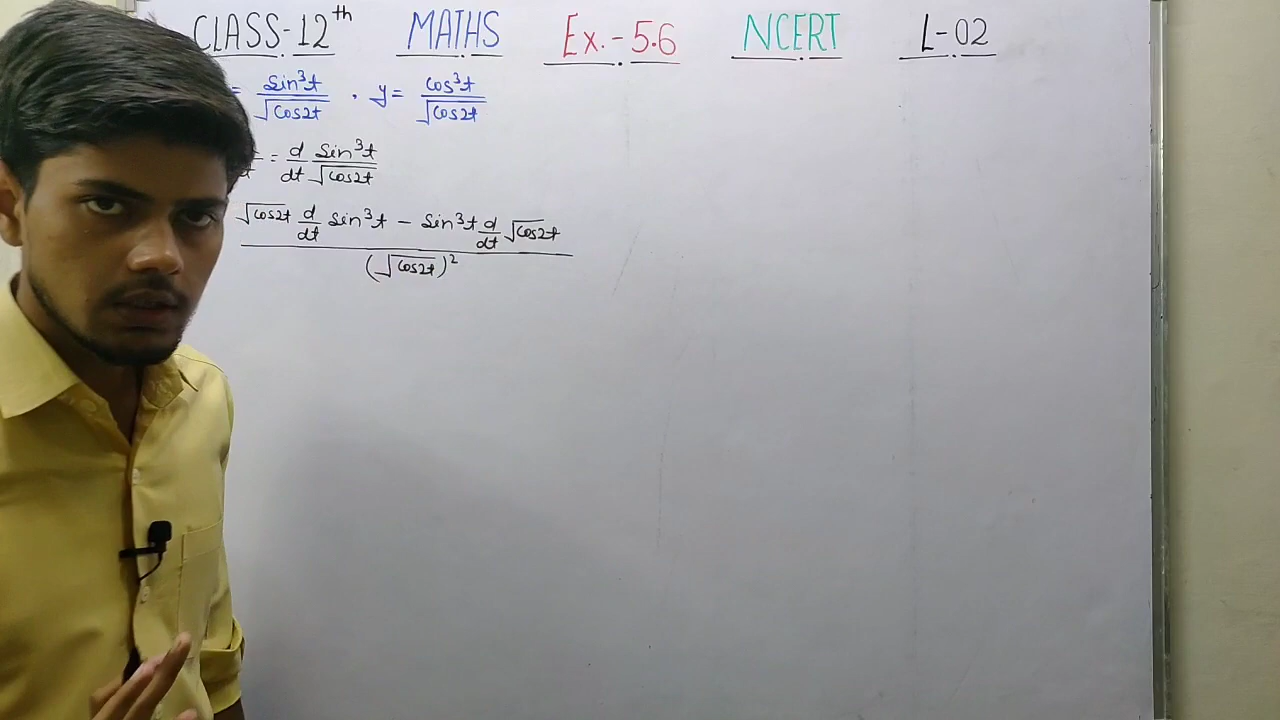 CLASS-12th MATHS Ex.-5.6 NCERT L-02
= sin³t/√cos2t , y = cos³t/√cos2t
= d/dt sin³t/√cos2t
√cos2t d/dt sin³t - sin³t d/dt √cos2t
(√cos2t)²